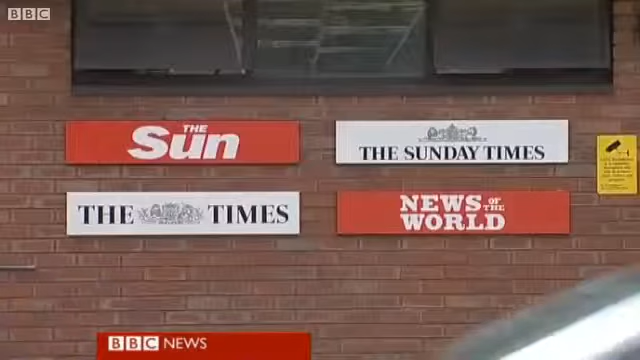 BBC
THE
Sun
THE SUNDAY TIMES
THE TIMES
NEWS OF THE
WORLD
BBC NEWS